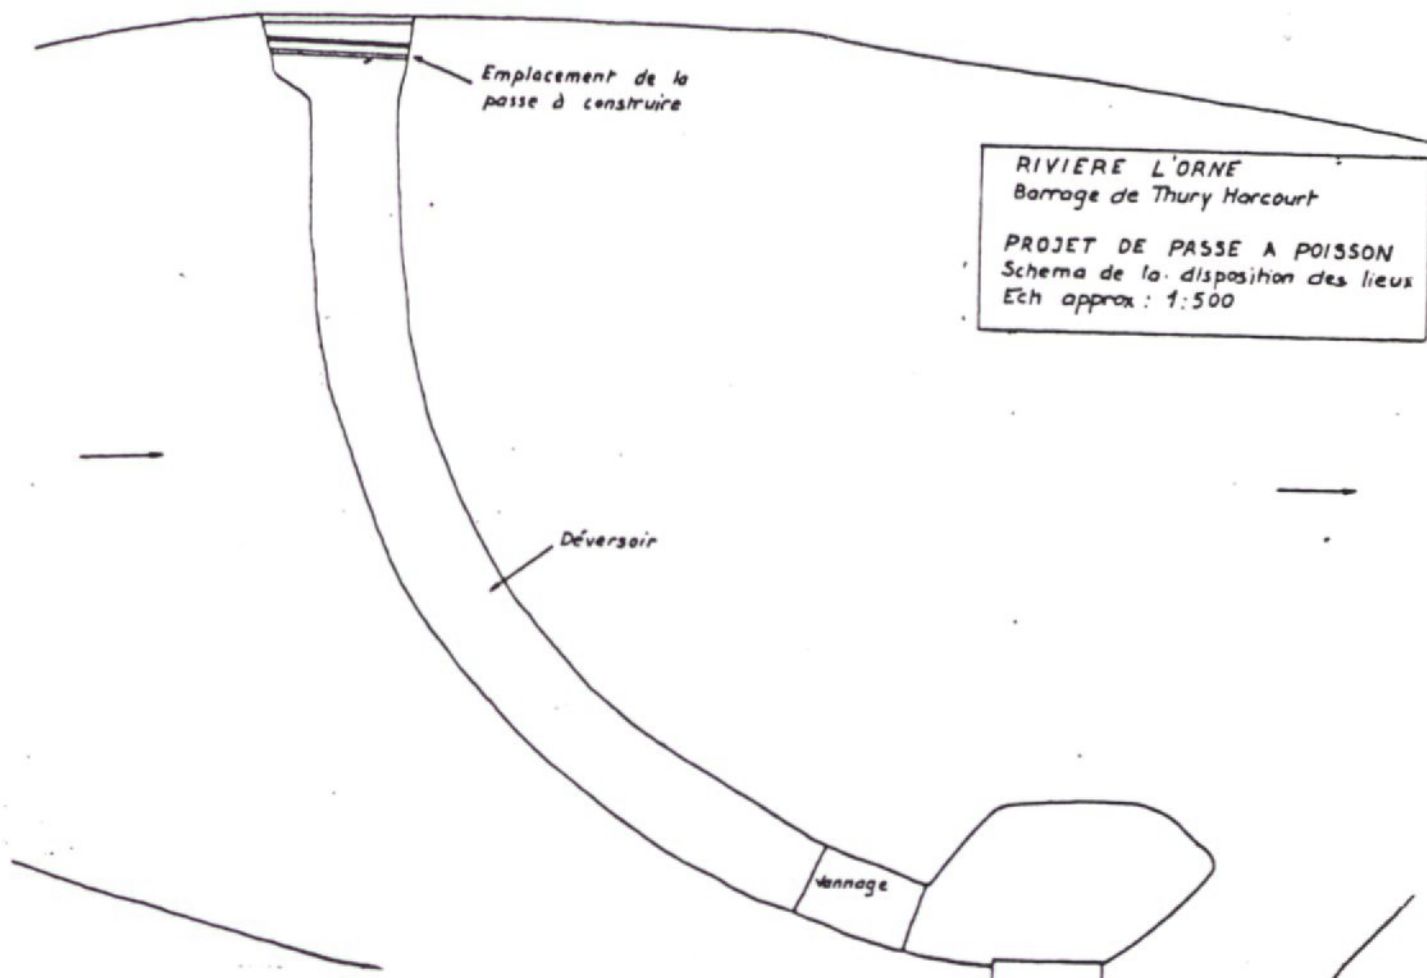 Emplacement de la
passe à construire
RIVIERE L'ORNE
Barrage de Thury Harcourt
PROJET DE PASSE A POISSON
Schema de la disposition des lieux
Ech approx : 1:500
Déversoir
Vannage